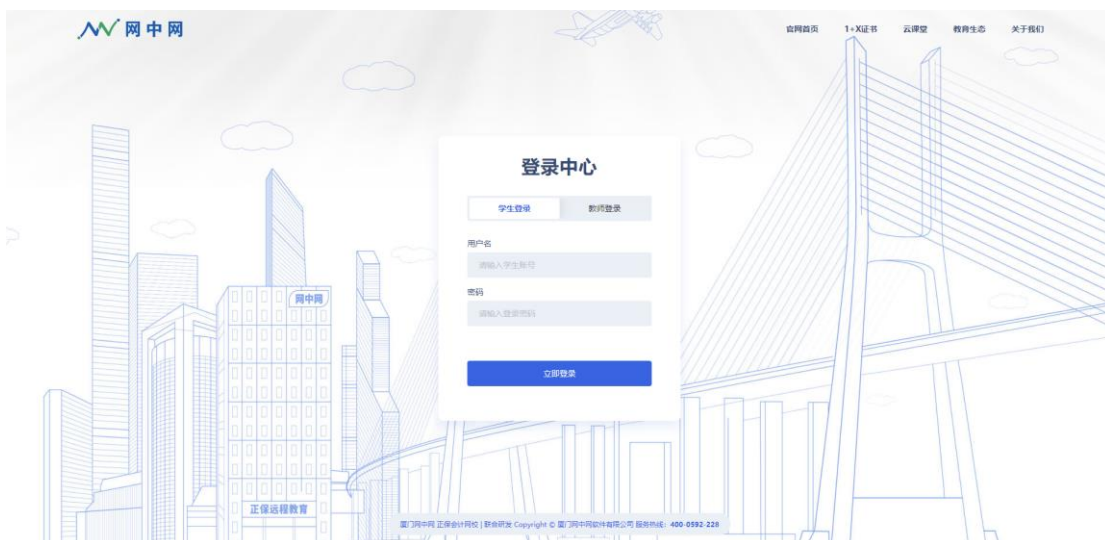 网中网
官网首页 1+X证书 云课堂 教育生态 关于我们
登录中心
学生登录 教师登录
用户名
请输入学生账号
密码
请输入登录密码
立即登录
网中网
正保远程教育
厦门网中网 正保会计网校 | 联合研发 Copyright © 厦门网中网软件有限公司 服务热线：400-0592-228